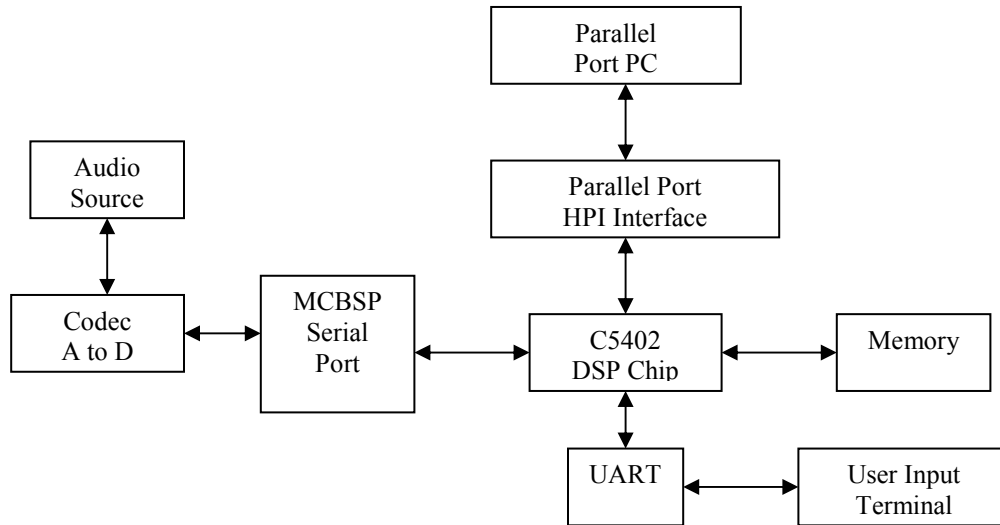 Parallel
Port PC
Audio
Source
Parallel Port
HPI Interface
Codec
A to D
MCBSP
Serial
Port
C5402
DSP Chip
Memory
UART
User Input
Terminal